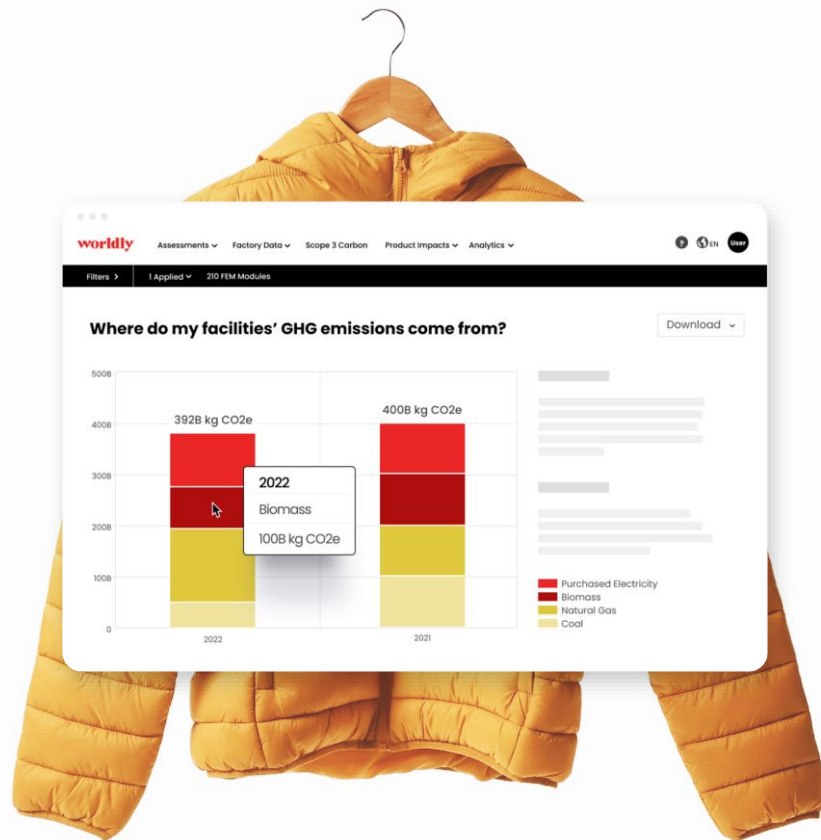 worldly
Assessments Factory Data Scope 3 Carbon Product Impacts Analytics ? EN User
Filters 1 Applied 210 FEM Modules
Where do my facilities’ GHG emissions come from?
Download
500B
400B
300B
200B
100B
0
392B kg CO2e
400B kg CO2e
2022
Biomass
100B kg CO2e
2022
2021
Purchased Electricity
Biomass
Natural Gas
Coal